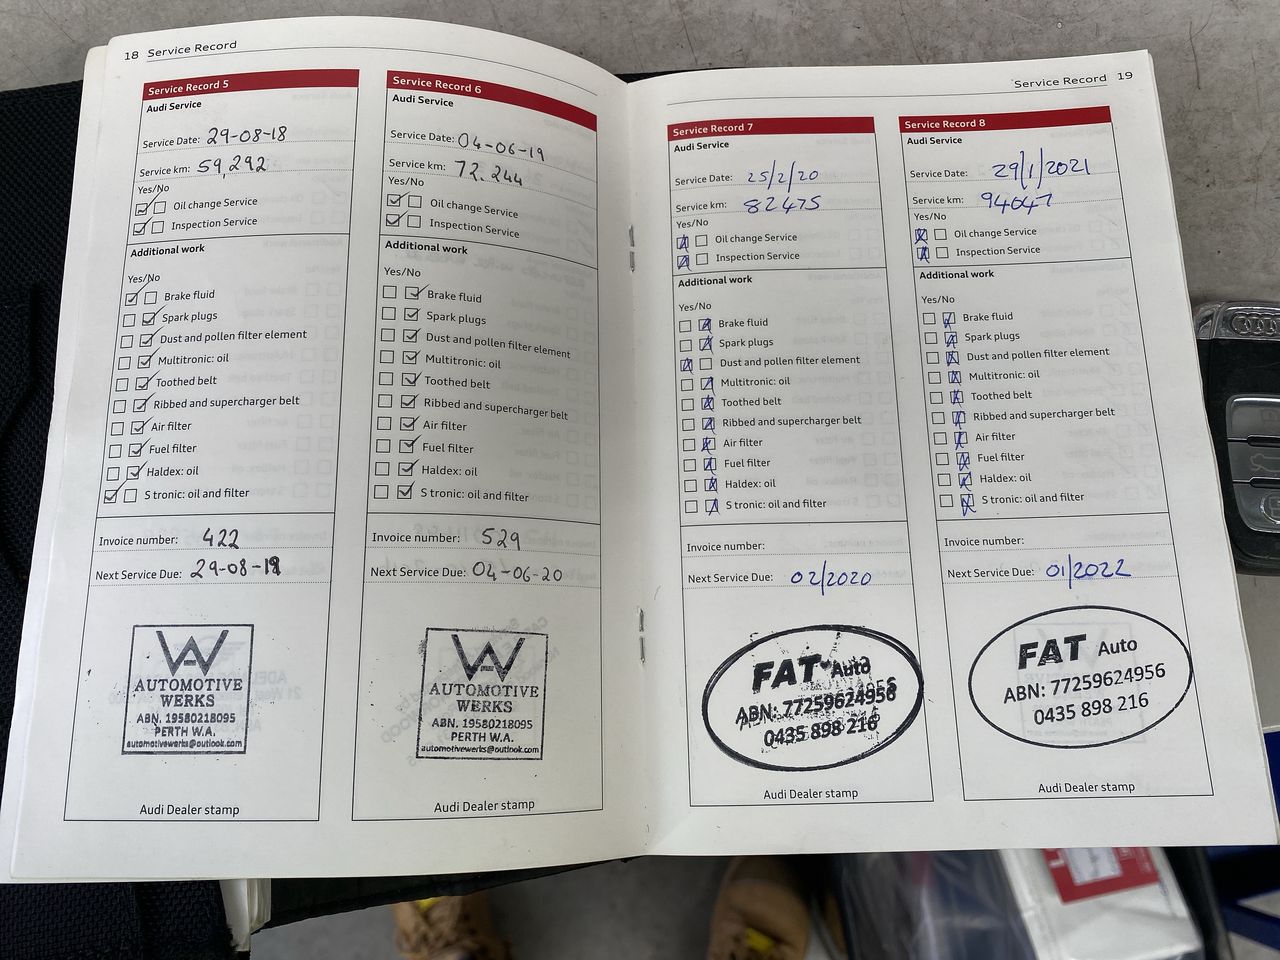 18 Service Record
Service Record 5
Audi Service
Service Date: 29-08-18
Service km: 59,292
Yes/No
Oil change Service
Inspection Service
Additional work
Yes/No
Brake fluid
Spark plugs
Dust and pollen filter element
Multitronic: oil
Toothed belt
Ribbed and supercharger belt
Air filter
Fuel filter
Haldex: oil
S tronic: oil and filter
Invoice number: 422
Next Service Due: 29-08-19
AUTOMOTIVE
WERKS
ABN. 19580218095
PERTH W.A.
automotivewerks@outlook.com
Audi Dealer stamp
Service Record 6
Audi Service
Service Date: 04-06-19
Service km: 72.244
Yes/No
Oil change Service
Inspection Service
Additional work
Yes/No
Brake fluid
Spark plugs
Dust and pollen filter element
Multitronic: oil
Toothed belt
Ribbed and supercharger belt
Air filter
Fuel filter
Haldex: oil
S tronic: oil and filter
Invoice number: 529
Next Service Due: 04-06-20
AUTOMOTIVE
WERKS
ABN. 19580218095
PERTH W.A.
automotivewerks@outlook.com
Audi Dealer stamp
Service Record 19
Service Record 7
Audi Service
Service Date: 25/2/20
Service km: 82475
Yes/No
Oil change Service
Inspection Service
Additional work
Yes/No
Brake fluid
Spark plugs
Dust and pollen filter element
Multitronic: oil
Toothed belt
Ribbed and supercharger belt
Air filter
Fuel filter
Haldex: oil
S tronic: oil and filter
Invoice number:
Next Service Due: 02/2020
FAT Auto
ABN: 77259624956
0435 898 216
Audi Dealer stamp
Service Record 8
Audi Service
Service Date: 29/1/2021
Service km: 94047
Yes/No
Oil change Service
Inspection Service
Additional work
Yes/No
Brake fluid
Spark plugs
Dust and pollen filter element
Multitronic: oil
Toothed belt
Ribbed and supercharger belt
Air filter
Fuel filter
Haldex: oil
S tronic: oil and filter
Invoice number:
Next Service Due: 01/2022
FAT Auto
ABN: 77259624956
0435 898 216
Audi Dealer stamp